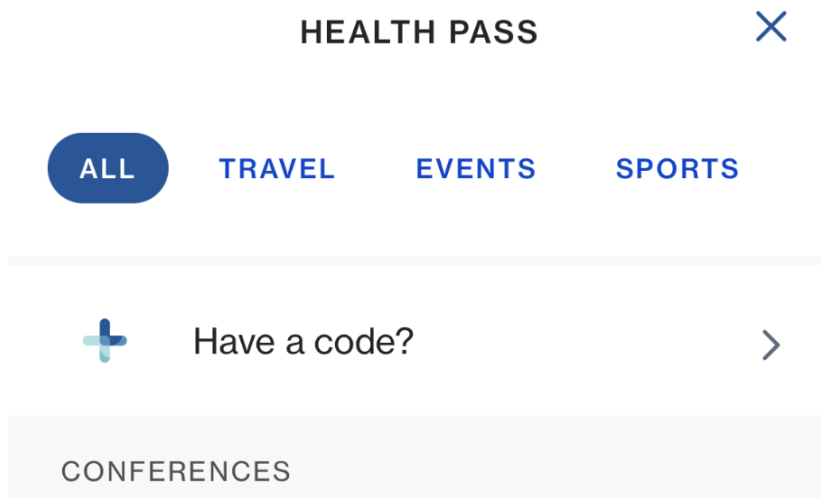 HEALTH PASS
ALL TRAVEL EVENTS SPORTS
Have a code?
CONFERENCES